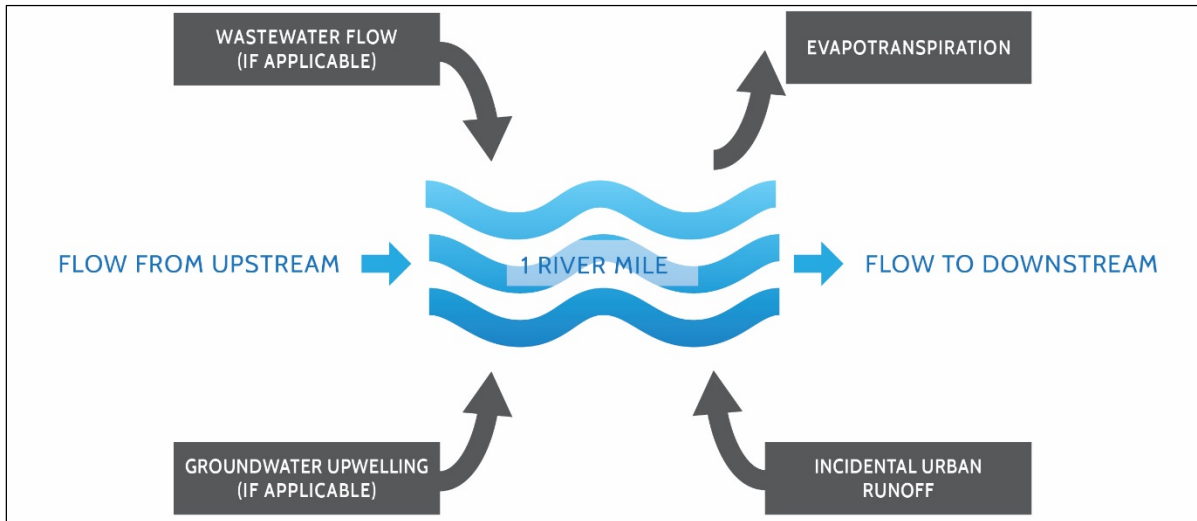 WASTEWATER FLOW
(IF APPLICABLE)
EVAPOTRANSPIRATION
FLOW FROM UPSTREAM
1 RIVER MILE
FLOW TO DOWNSTREAM
GROUNDWATER UPWELLING
(IF APPLICABLE)
INCIDENTAL URBAN
RUNOFF